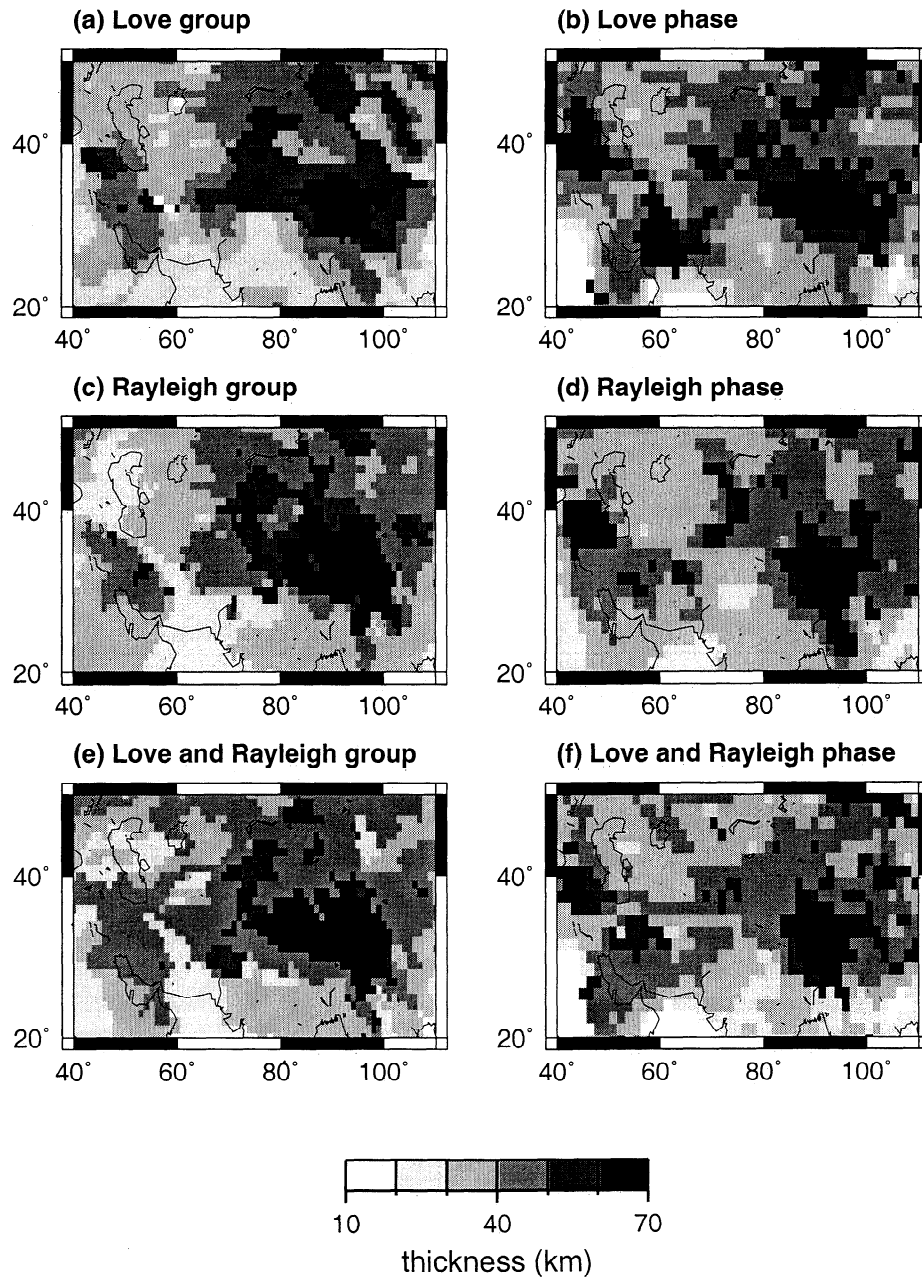 (a) Love group
(b) Love phase
40°
40°
20°
20°
40° 60° 80° 100°
40° 60° 80° 100°
(c) Rayleigh group
(d) Rayleigh phase
40°
40°
20°
20°
40° 60° 80° 100°
40° 60° 80° 100°
(e) Love and Rayleigh group
(f) Love and Rayleigh phase
40°
40°
20°
20°
40° 60° 80° 100°
40° 60° 80° 100°
10 40 70
thickness (km)